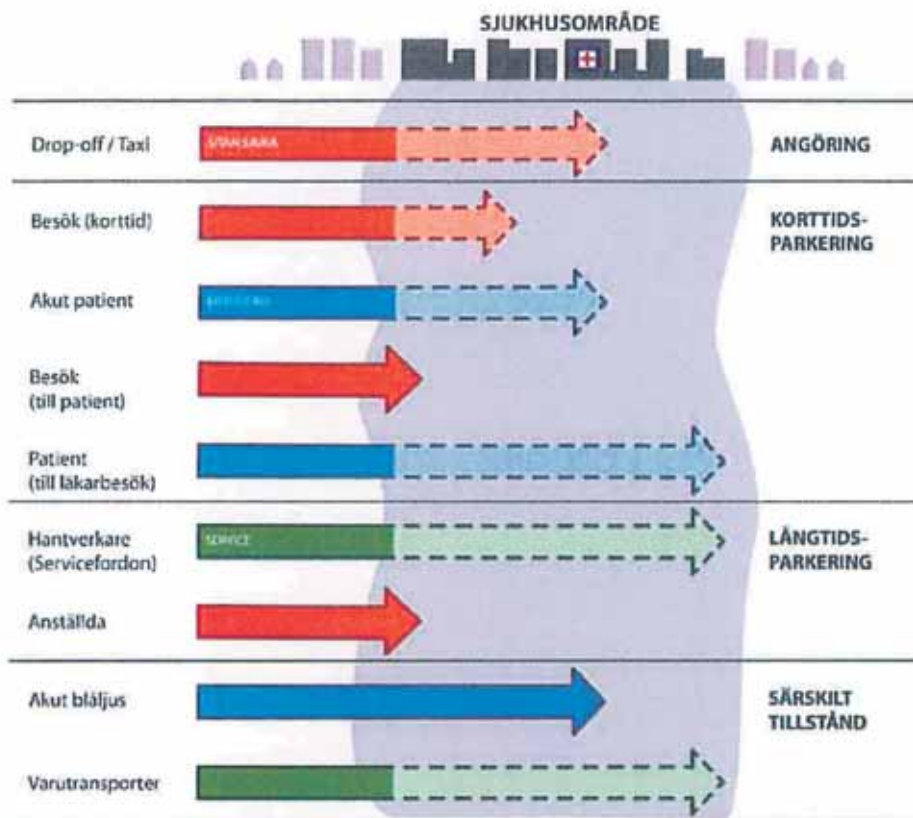 SJUKHUSOMRÅDE
Drop-off / Taxi
ANGÖRING
Besök (korttid)
KORTTIDS-
PARKERING
Akut patient
Besök
(till patient)
Patient
(till läkarbesök)
Hantverkare
(Servicefordon)
SERVICE
LÅNGTIDS-
PARKERING
Anställda
Akut blåljus
SÄRSKILT
TILLSTÅND
Varutransporter